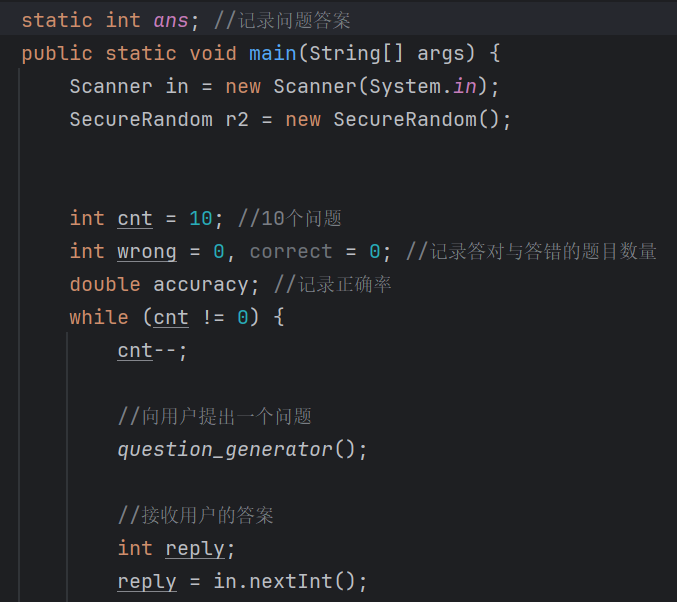 static int ans; //记录问题答案
public static void main(String[] args) {
Scanner in = new Scanner(System.in);
SecureRandom r2 = new SecureRandom();
int cnt = 10; //10个问题
int wrong = 0, correct = 0; //记录答对与答错的题目数量
double accuracy; //记录正确率
while (cnt != 0) {
cnt--;
//向用户提出一个问题
question_generator();
//接收用户的答案
int reply;
reply = in.nextInt();